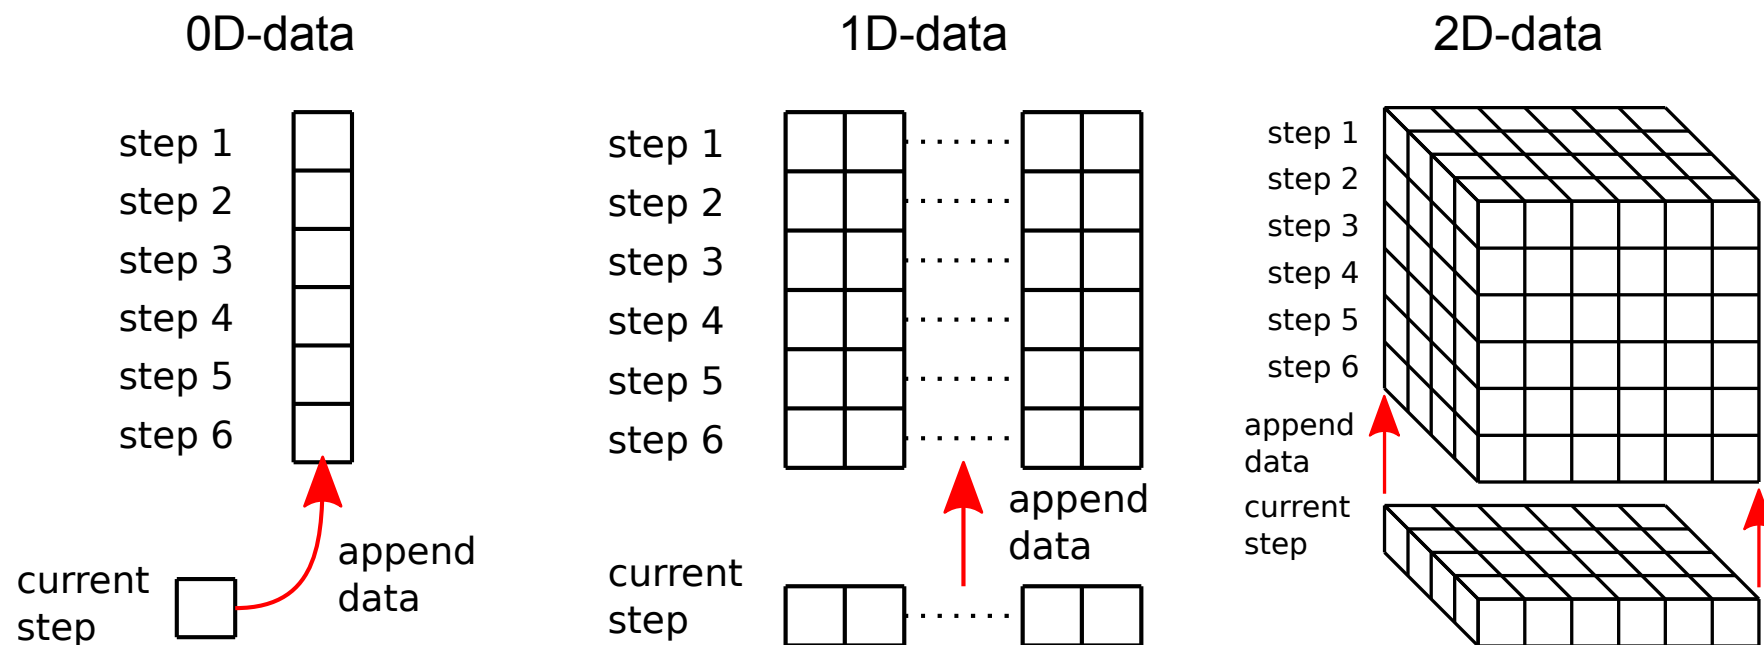 0D-data
step 1
step 2
step 3
step 4
step 5
step 6
append
data
current
step
1D-data
step 1
step 2
step 3
step 4
step 5
step 6
append
data
current
step
2D-data
step 1
step 2
step 3
step 4
step 5
step 6
append
data
current
step